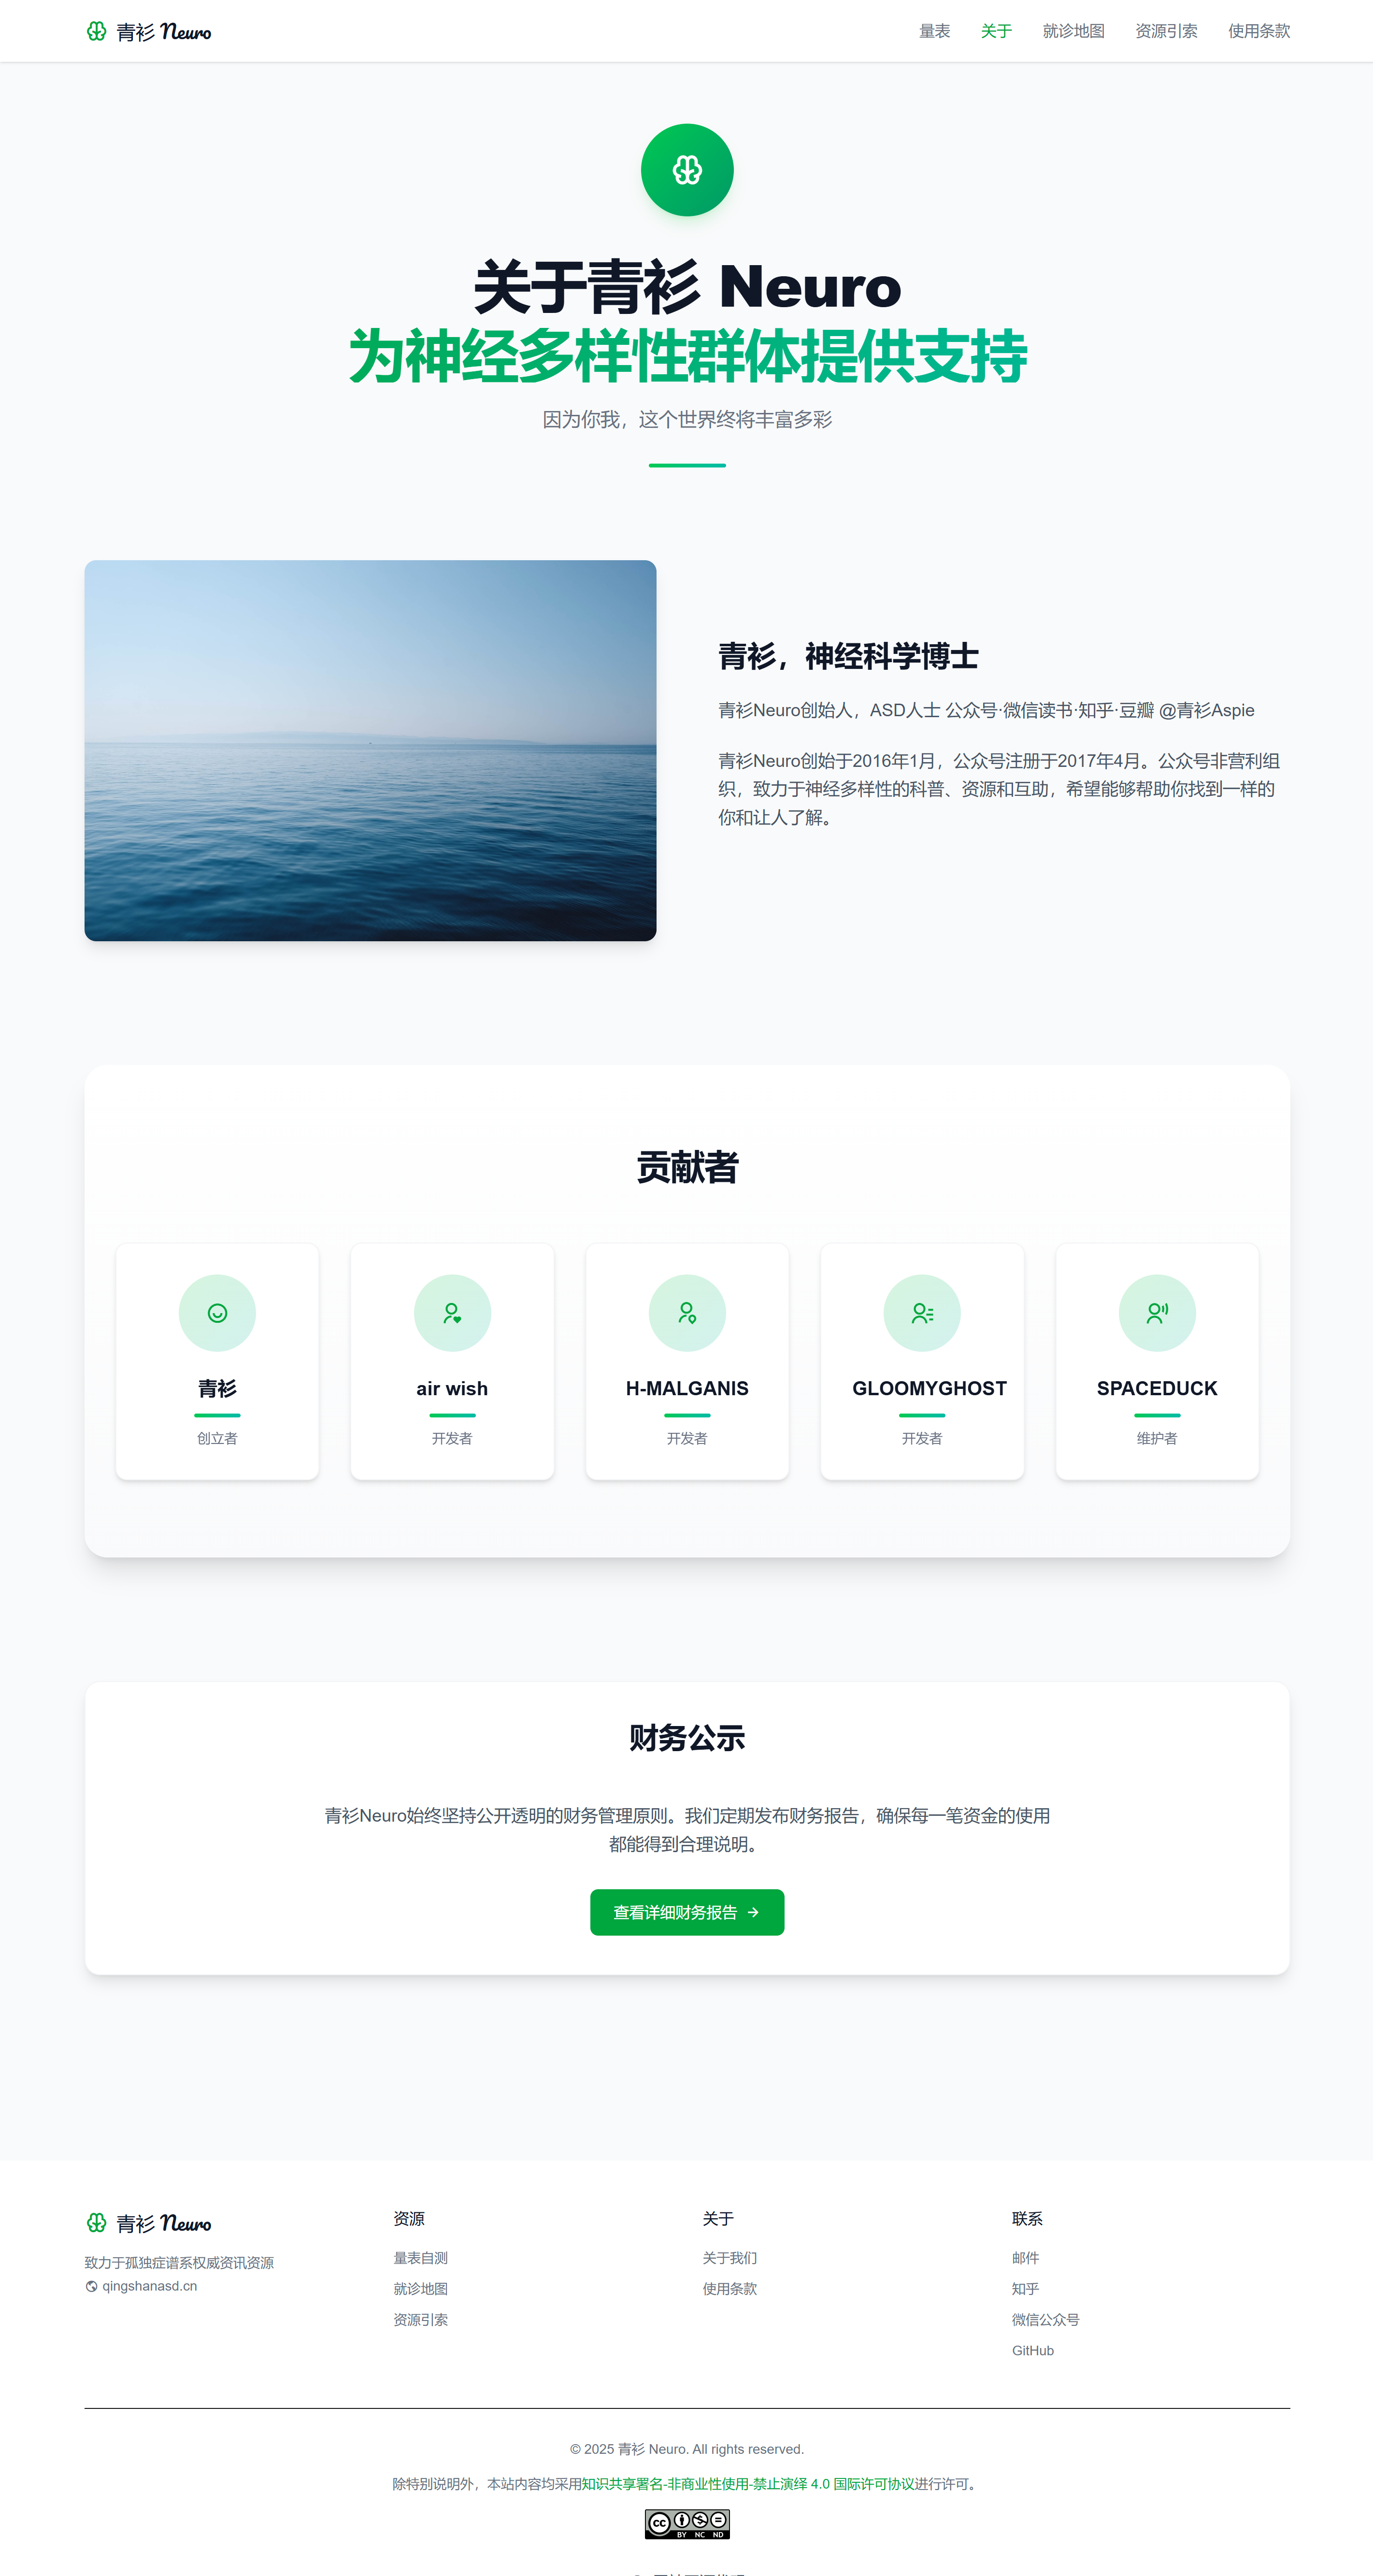 青衫 Neuro
量表 关于 就诊地图 资源引索 使用条款
关于青衫 Neuro
为神经多样性群体提供支持
因为你我，这个世界终将丰富多彩
青衫，神经科学博士
青衫Neuro创始人，ASD人士 公众号·微信读书·知乎·豆瓣 @青衫Aspie
青衫Neuro创始于2016年1月，公众号注册于2017年4月。公众号非营利组
织，致力于神经多样性的科普、资源和互助，希望能够帮助你找到一样的
你和让人了解。
贡献者
青衫
创立者
air wish
开发者
H-MALGANIS
开发者
GLOOMYGHOST
开发者
SPACEDUCK
维护者
财务公示
青衫Neuro始终坚持公开透明的财务管理原则。我们定期发布财务报告，确保每一笔资金的使用
都能得到合理说明。
查看详细财务报告 →
青衫 Neuro
致力于孤独症谱系权威资讯资源
qingshanasd.cn
资源
量表自测
就诊地图
资源引索
关于
关于我们
使用条款
联系
邮件
知乎
微信公众号
GitHub
© 2025 青衫 Neuro. All rights reserved.
除特别说明外，本站内容均采用知识共享署名-非商业性使用-禁止演绎 4.0 国际许可协议进行许可。
cc BY NC ND